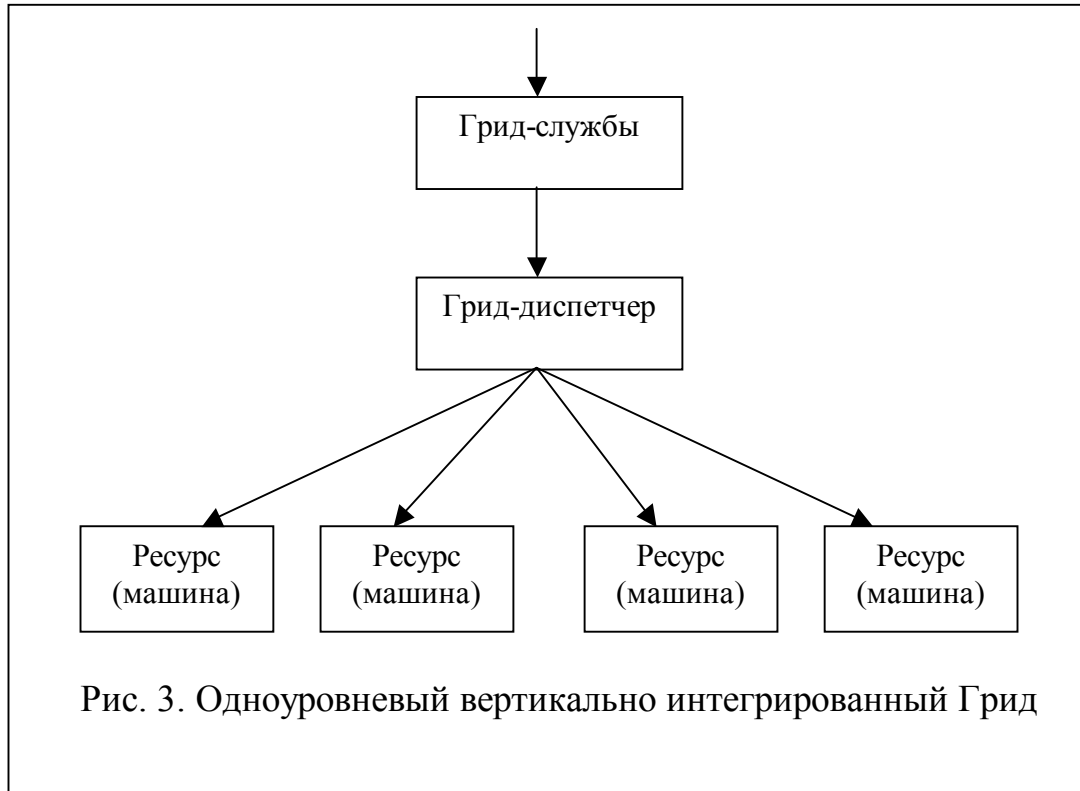 Грид-службы
Грид-диспетчер
Ресурс
(машина)
Ресурс
(машина)
Ресурс
(машина)
Ресурс
(машина)
Рис. 3. Одноуровневый вертикально интегрированный Грид